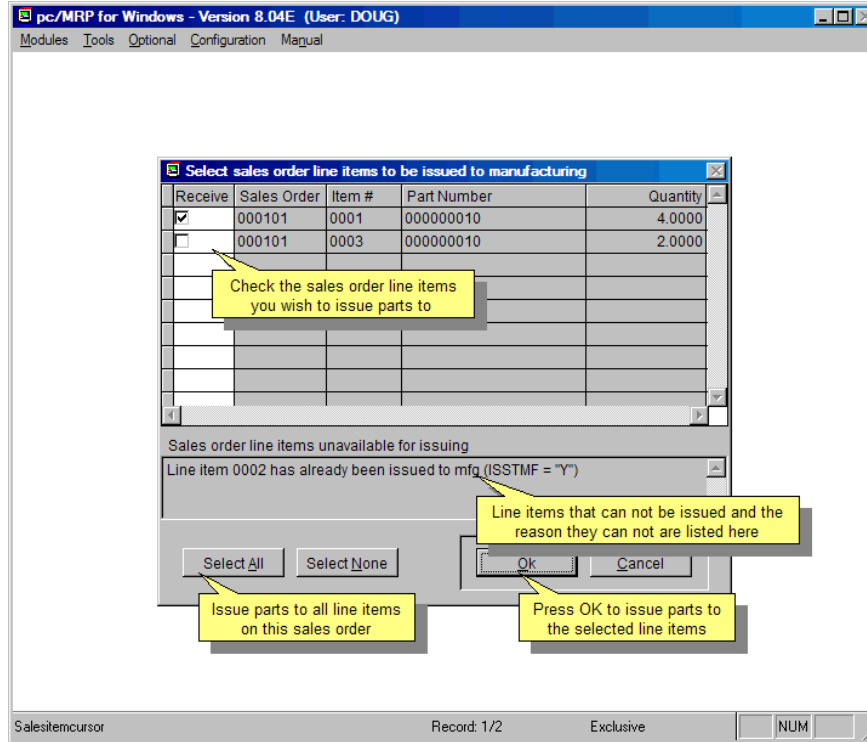 pc/MRP for Windows - Version 8.04E (User: DOUG)
Modules Tools Optional Configuration Manual
Select sales order line items to be issued to manufacturing
Receive Sales Order Item # Part Number Quantity
000101 0001 000000010 4.0000
000101 0003 000000010 2.0000
Check the sales order line items
you wish to issue parts to
Sales order line items unavailable for issuing
Line item 0002 has already been issued to mfg (ISSTMF = "Y")
Line items that can not be issued and the
reason they can not are listed here
Select All Select None Ok Cancel
Issue parts to all line items
on this sales order
Press OK to issue parts to
the selected line items
Salesitemcursor Record: 1/2 Exclusive NUM